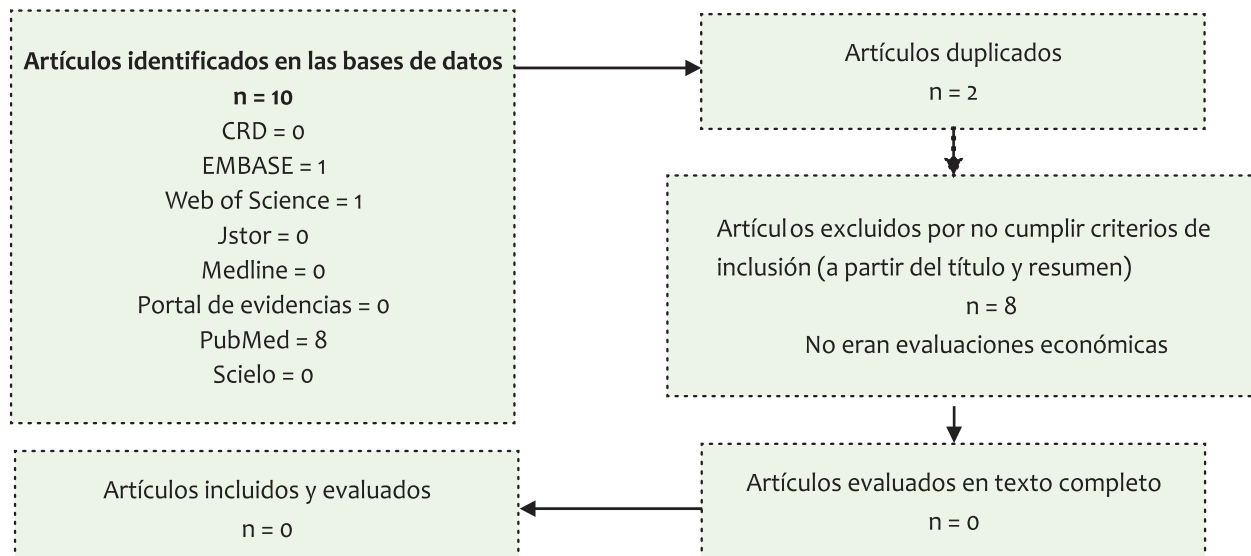 Artículos identificados en las bases de datos
n = 10
CRD = 0
EMBASE = 1
Web of Science = 1
Jstor = 0
Medline = 0
Portal de evidencias = 0
PubMed = 8
Scielo = 0
Artículos duplicados
n = 2
Artículos excluidos por no cumplir criterios de
inclusión (a partir del título y resumen)
n = 8
No eran evaluaciones económicas
Artículos evaluados en texto completo
n = 0
Artículos incluidos y evaluados
n = 0